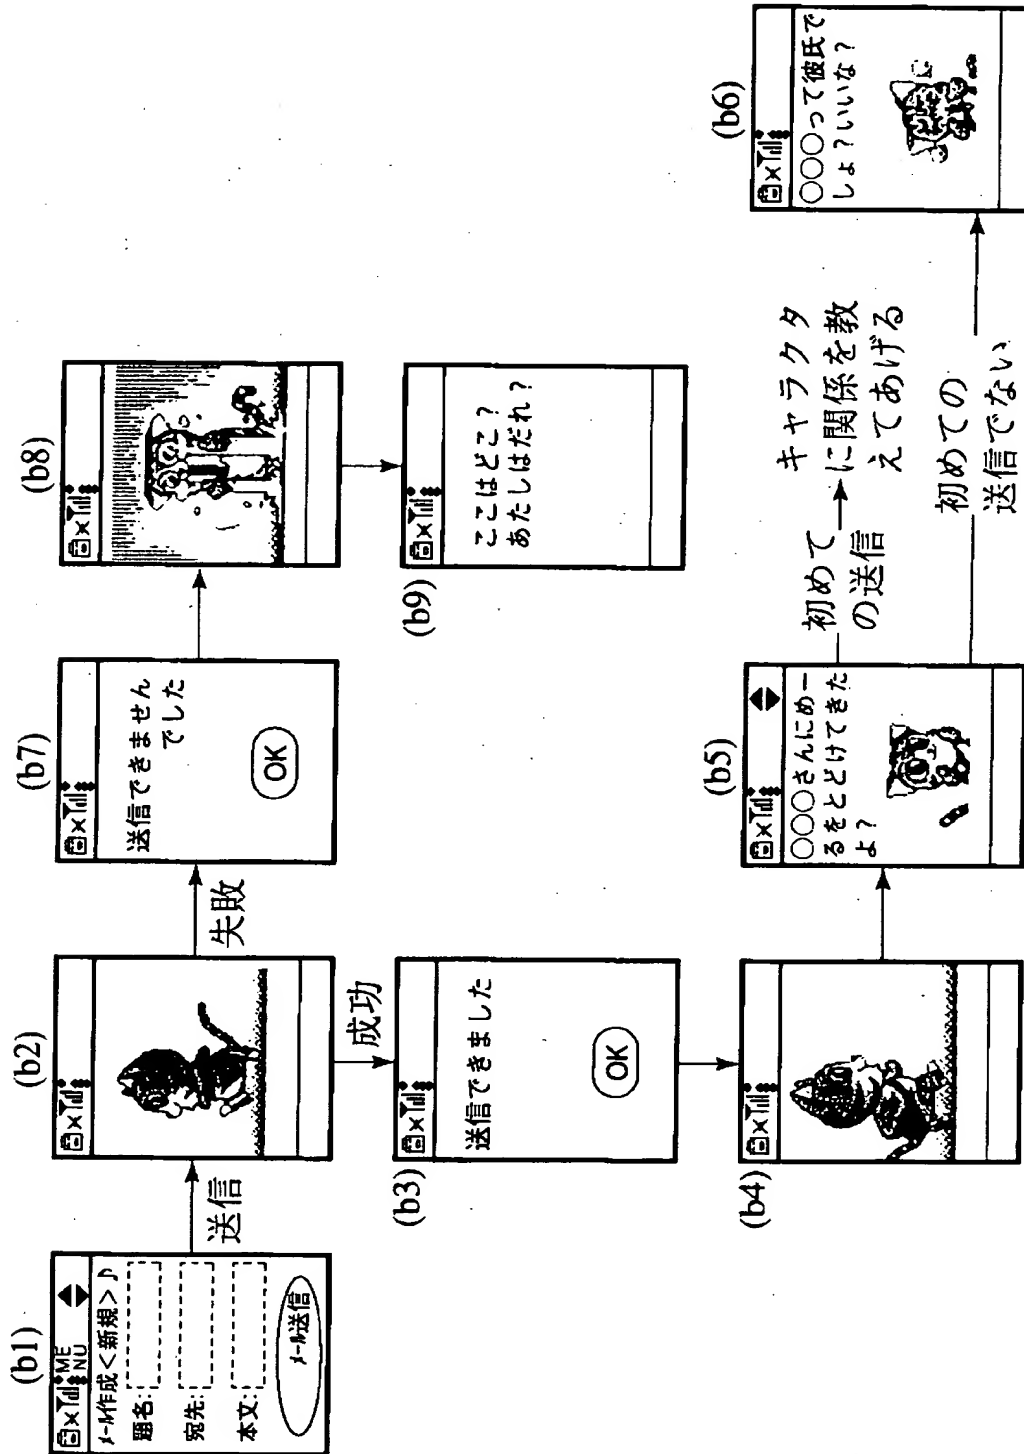 (b1)
ME
NU
メール作成＜新規＞♪
題名:
宛先:
本文:
メール送信
送信
(b2)
失敗
成功
(b7)
送信できません
でした
OK
(b8)
(b9)
ここはどこ？
あたしはだれ？
(b3)
送信できました
OK
(b4)
(b5)
○○○さんにめー
るをとどけてきた
よ？
初めて
の送信
キャラクタ
に関係を教
えてあげる
初めての
送信でない
(b6)
○○○って彼氏で
しょ？いいな？